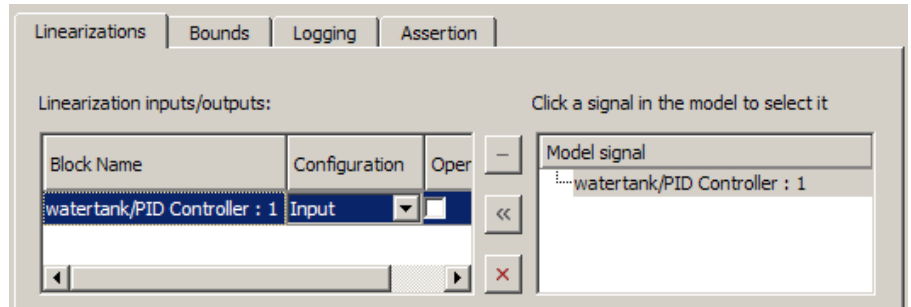 Linearizations Bounds Logging Assertion
Linearization inputs/outputs: Click a signal in the model to select it
Block Name Configuration Oper
Model signal
watertank/PID Controller : 1 Input
watertank/PID Controller : 1